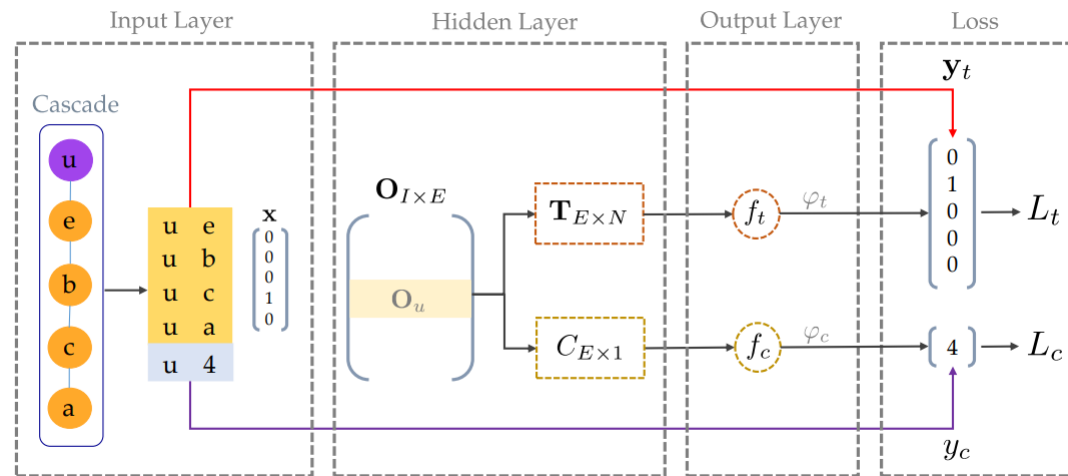 Input Layer
Hidden Layer
Output Layer
Loss
Cascade
u
e
b
c
a
u e
u b
u c
u a
u 4
x
0
0
0
1
0
O_{I×E}
O_u
T_{E×N}
C_{E×1}
f_t
φ_t
f_c
φ_c
y_t
0
1
0
0
0
L_t
4
L_c
y_c